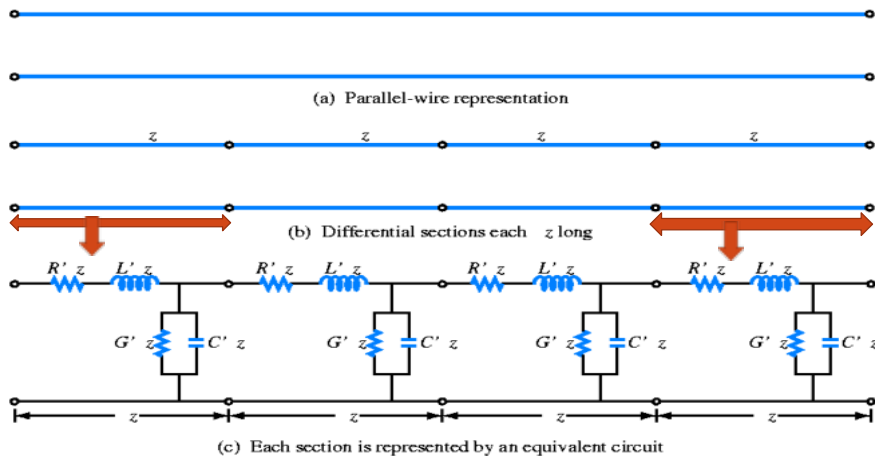 (a) Parallel-wire representation
z z z z
(b) Differential sections each z long
R' z L' z R' z L' z R' z L' z R' z L' z
G' z C' z G' z C' z G' z C' z G' z C' z
z z z z
(c) Each section is represented by an equivalent circuit